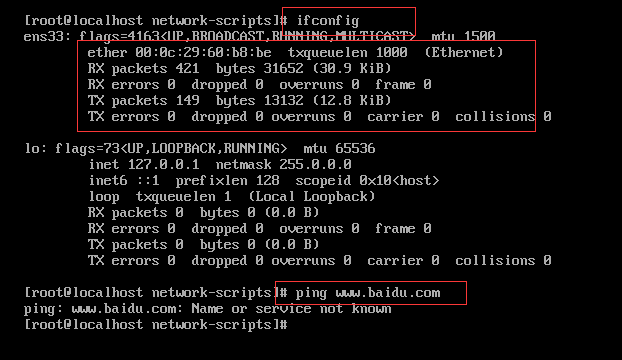 [root@localhost network-scripts]# ifconfig
ens33: flags=4163<UP,BROADCAST,RUNNING,MULTICAST>  mtu 1500
        ether 00:0c:29:60:b8:be  txqueuelen 1000  (Ethernet)
        RX packets 421  bytes 31652 (30.9 KiB)
        RX errors 0  dropped 0  overruns 0  frame 0
        TX packets 149  bytes 13132 (12.8 KiB)
        TX errors 0  dropped 0 overruns 0  carrier 0  collisions 0
lo: flags=73<UP,LOOPBACK,RUNNING>  mtu 65536
        inet 127.0.0.1  netmask 255.0.0.0
        inet6 ::1  prefixlen 128  scopeid 0x10<host>
        loop  txqueuelen 1  (Local Loopback)
        RX packets 0  bytes 0 (0.0 B)
        RX errors 0  dropped 0  overruns 0  frame 0
        TX packets 0  bytes 0 (0.0 B)
        TX errors 0  dropped 0 overruns 0  carrier 0  collisions 0
[root@localhost network-scripts]# ping www.baidu.com
ping: www.baidu.com: Name or service not known
[root@localhost network-scripts]#